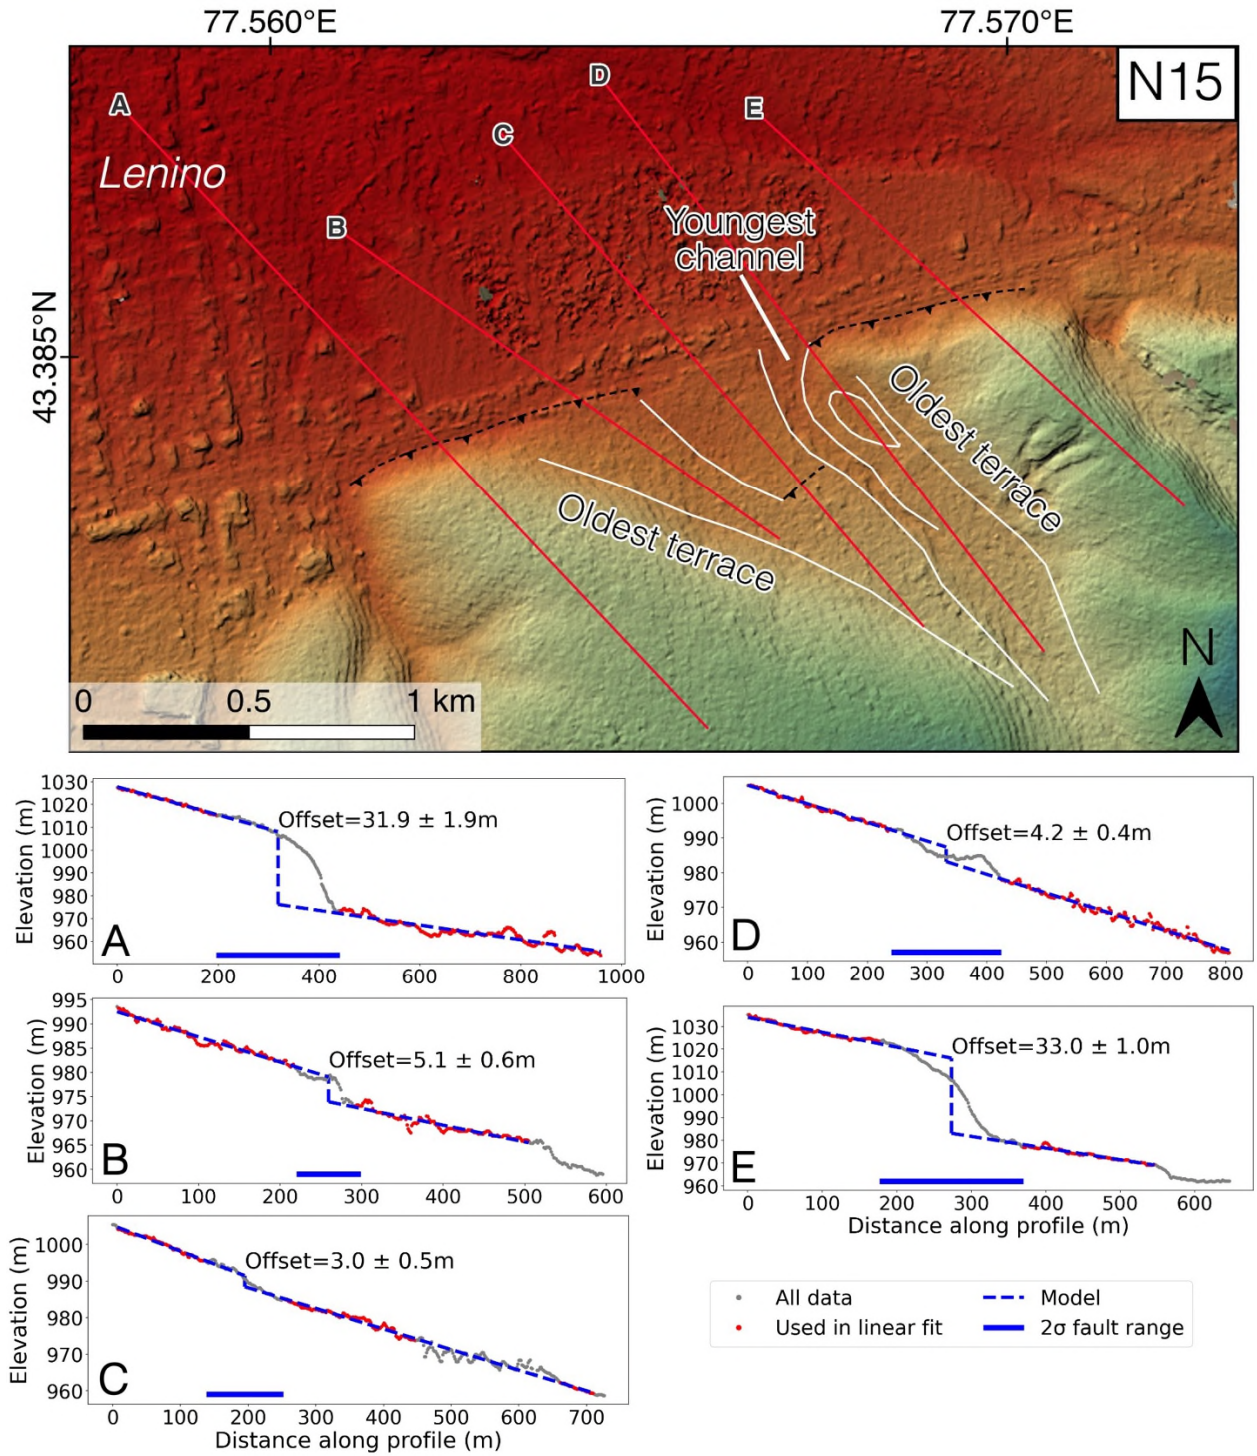 77.560°E
77.570°E
N15
43.385°N
A
Lenino
B
C
D
E
Youngest
channel
Oldest terrace
Oldest terrace
0
0.5
1 km
N
Elevation (m)
1030
1020
1010
1000
990
980
970
960
Offset=31.9 ± 1.9m
A
0
200
400
600
800
1000
Elevation (m)
995
990
985
980
975
970
965
960
Offset=5.1 ± 0.6m
B
0
100
200
300
400
500
600
Elevation (m)
1000
990
980
970
960
Offset=3.0 ± 0.5m
C
0
100
200
300
400
500
600
700
Distance along profile (m)
Elevation (m)
1000
990
980
970
960
Offset=4.2 ± 0.4m
D
0
100
200
300
400
500
600
700
800
Elevation (m)
1030
1020
1010
1000
990
980
970
960
Offset=33.0 ± 1.0m
E
0
100
200
300
400
500
600
Distance along profile (m)
All data
Used in linear fit
Model
2σ fault range